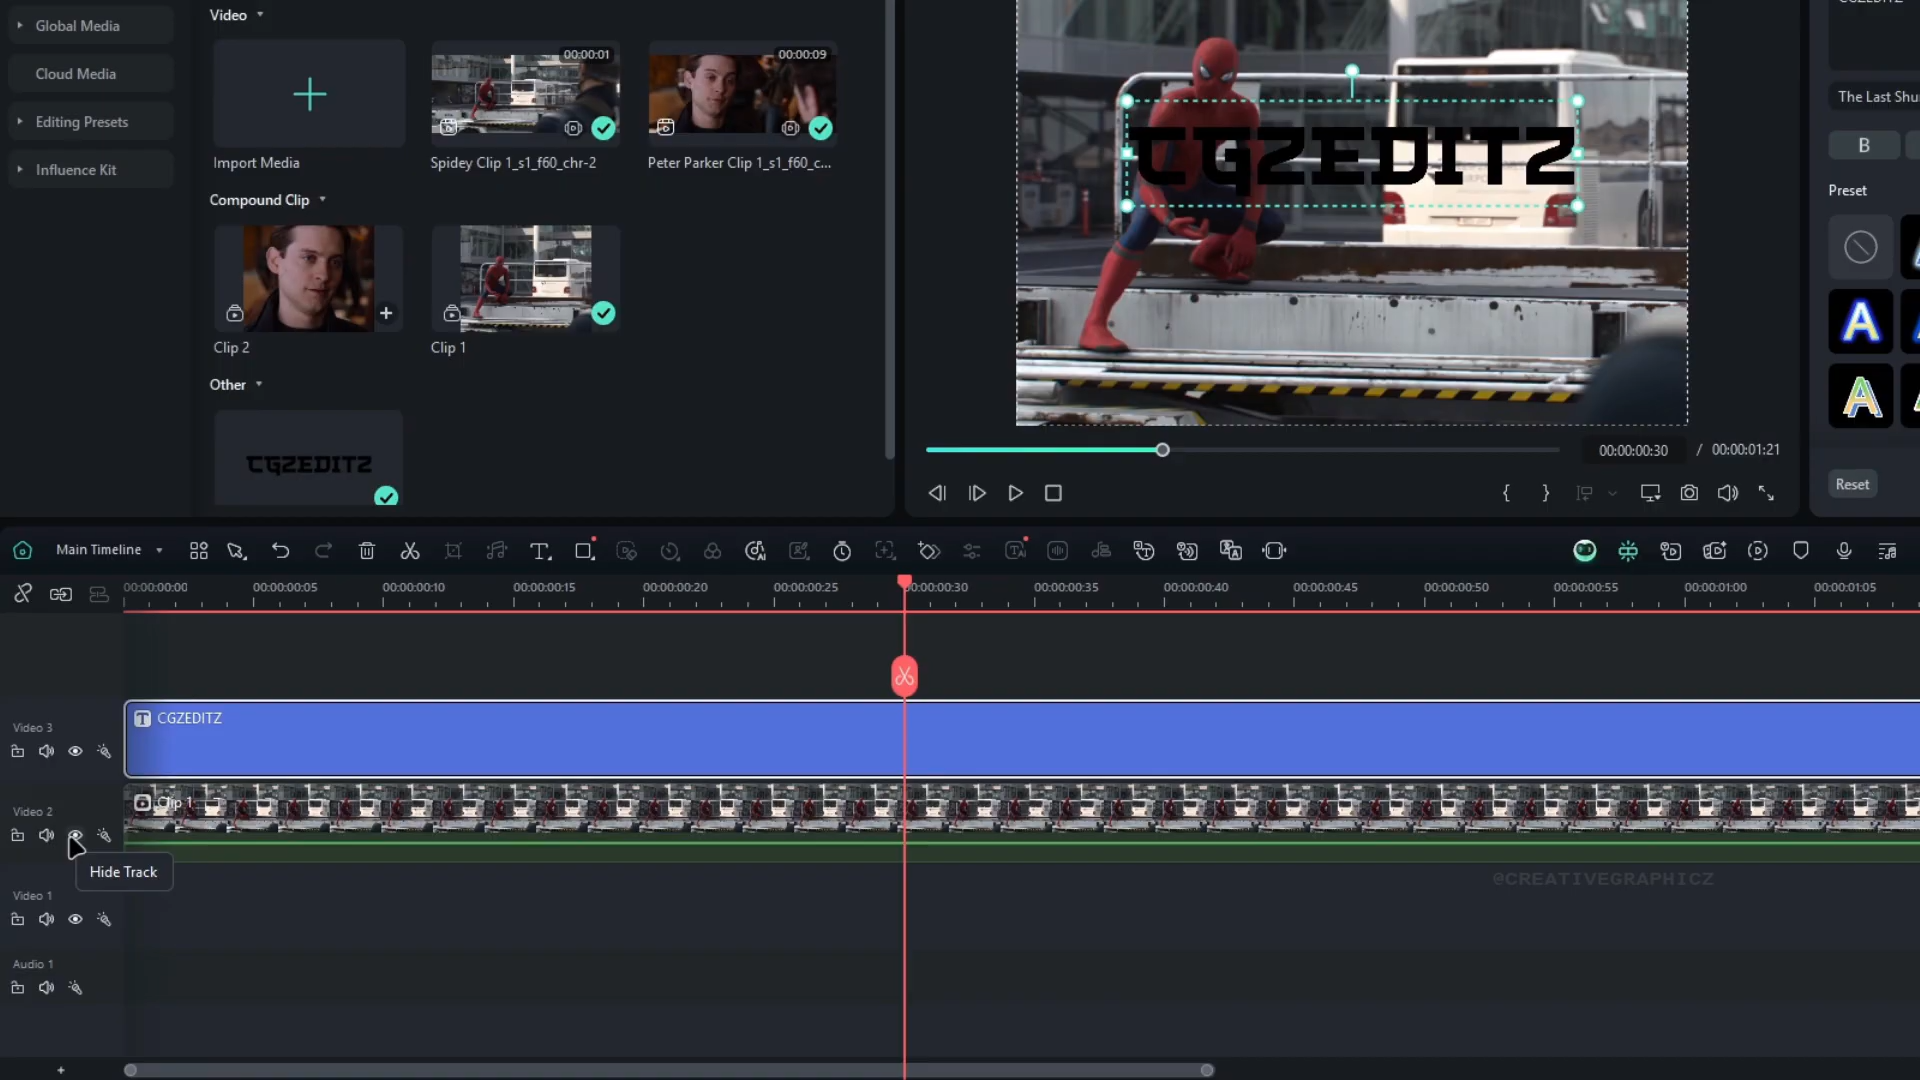 Global Media
Cloud Media
Editing Presets
Influence Kit
Video
00:00:01
00:00:09
Import Media
Spidey Clip 1_s1_f60_chr-2
Peter Parker Clip 1_s1_f60_c...
Compound Clip
Clip 2
Clip 1
Other
CGZEDITZ
CGZEDITZ
00:00:00:30 / 00:00:01:21
The Last Shu
B
Preset
A
A
Reset
Main Timeline
00:00:00:00
00:00:00:05
00:00:00:10
00:00:00:15
00:00:00:20
00:00:00:25
00:00:00:30
00:00:00:35
00:00:00:40
00:00:00:45
00:00:00:50
00:00:00:55
00:00:01:00
00:00:01:05
Video 3
CGZEDITZ
Video 2
Clip 1
Hide Track
Video 1
@CREATIVEGRAPHICZ
Audio 1